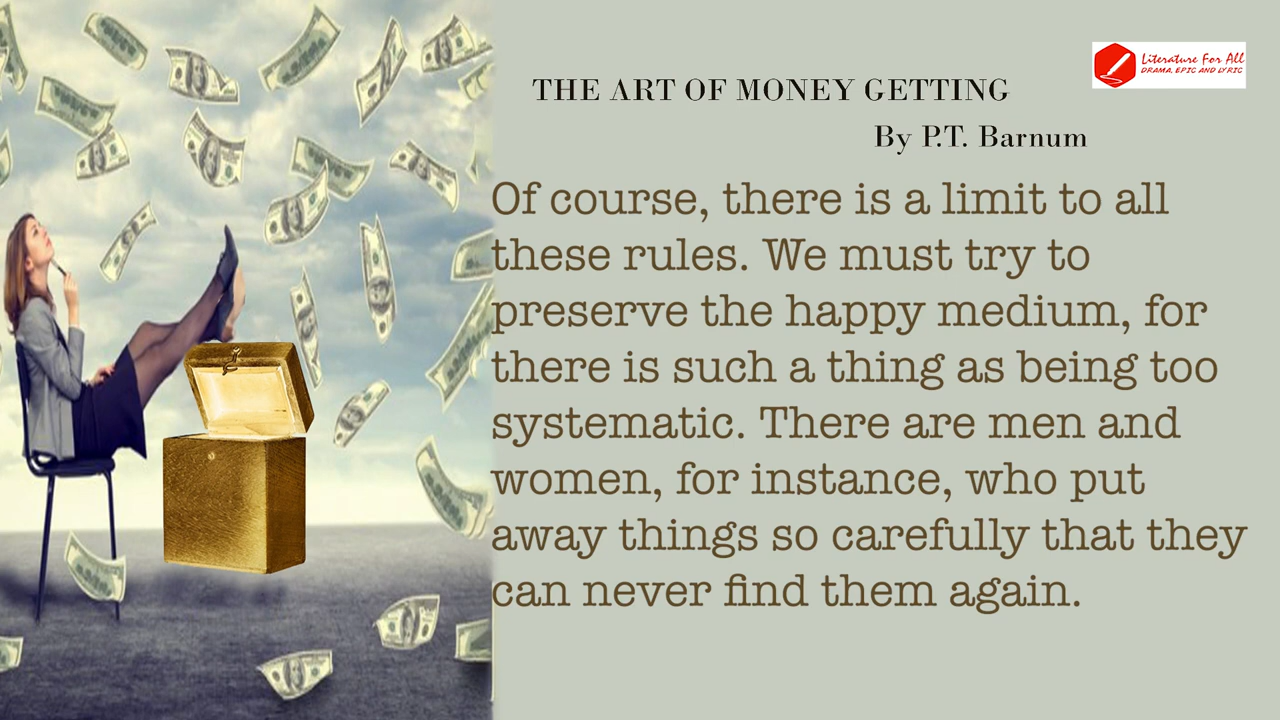 THE ART OF MONEY GETTING
By P.T. Barnum
Literature For All
DRAMA, EPIC AND LYRIC
Of course, there is a limit to all
these rules. We must try to
preserve the happy medium, for
there is such a thing as being too
systematic. There are men and
women, for instance, who put
away things so carefully that they
can never find them again.